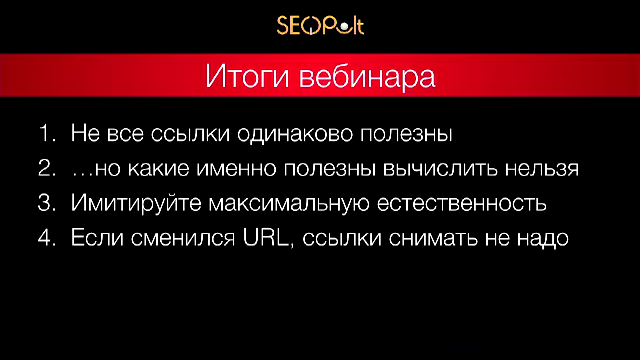 SEOPult
Итоги вебинара
1. Не все ссылки одинаково полезны
2. …но какие именно полезны вычислить нельзя
3. Имитируйте максимальную естественность
4. Если сменился URL, ссылки снимать не надо